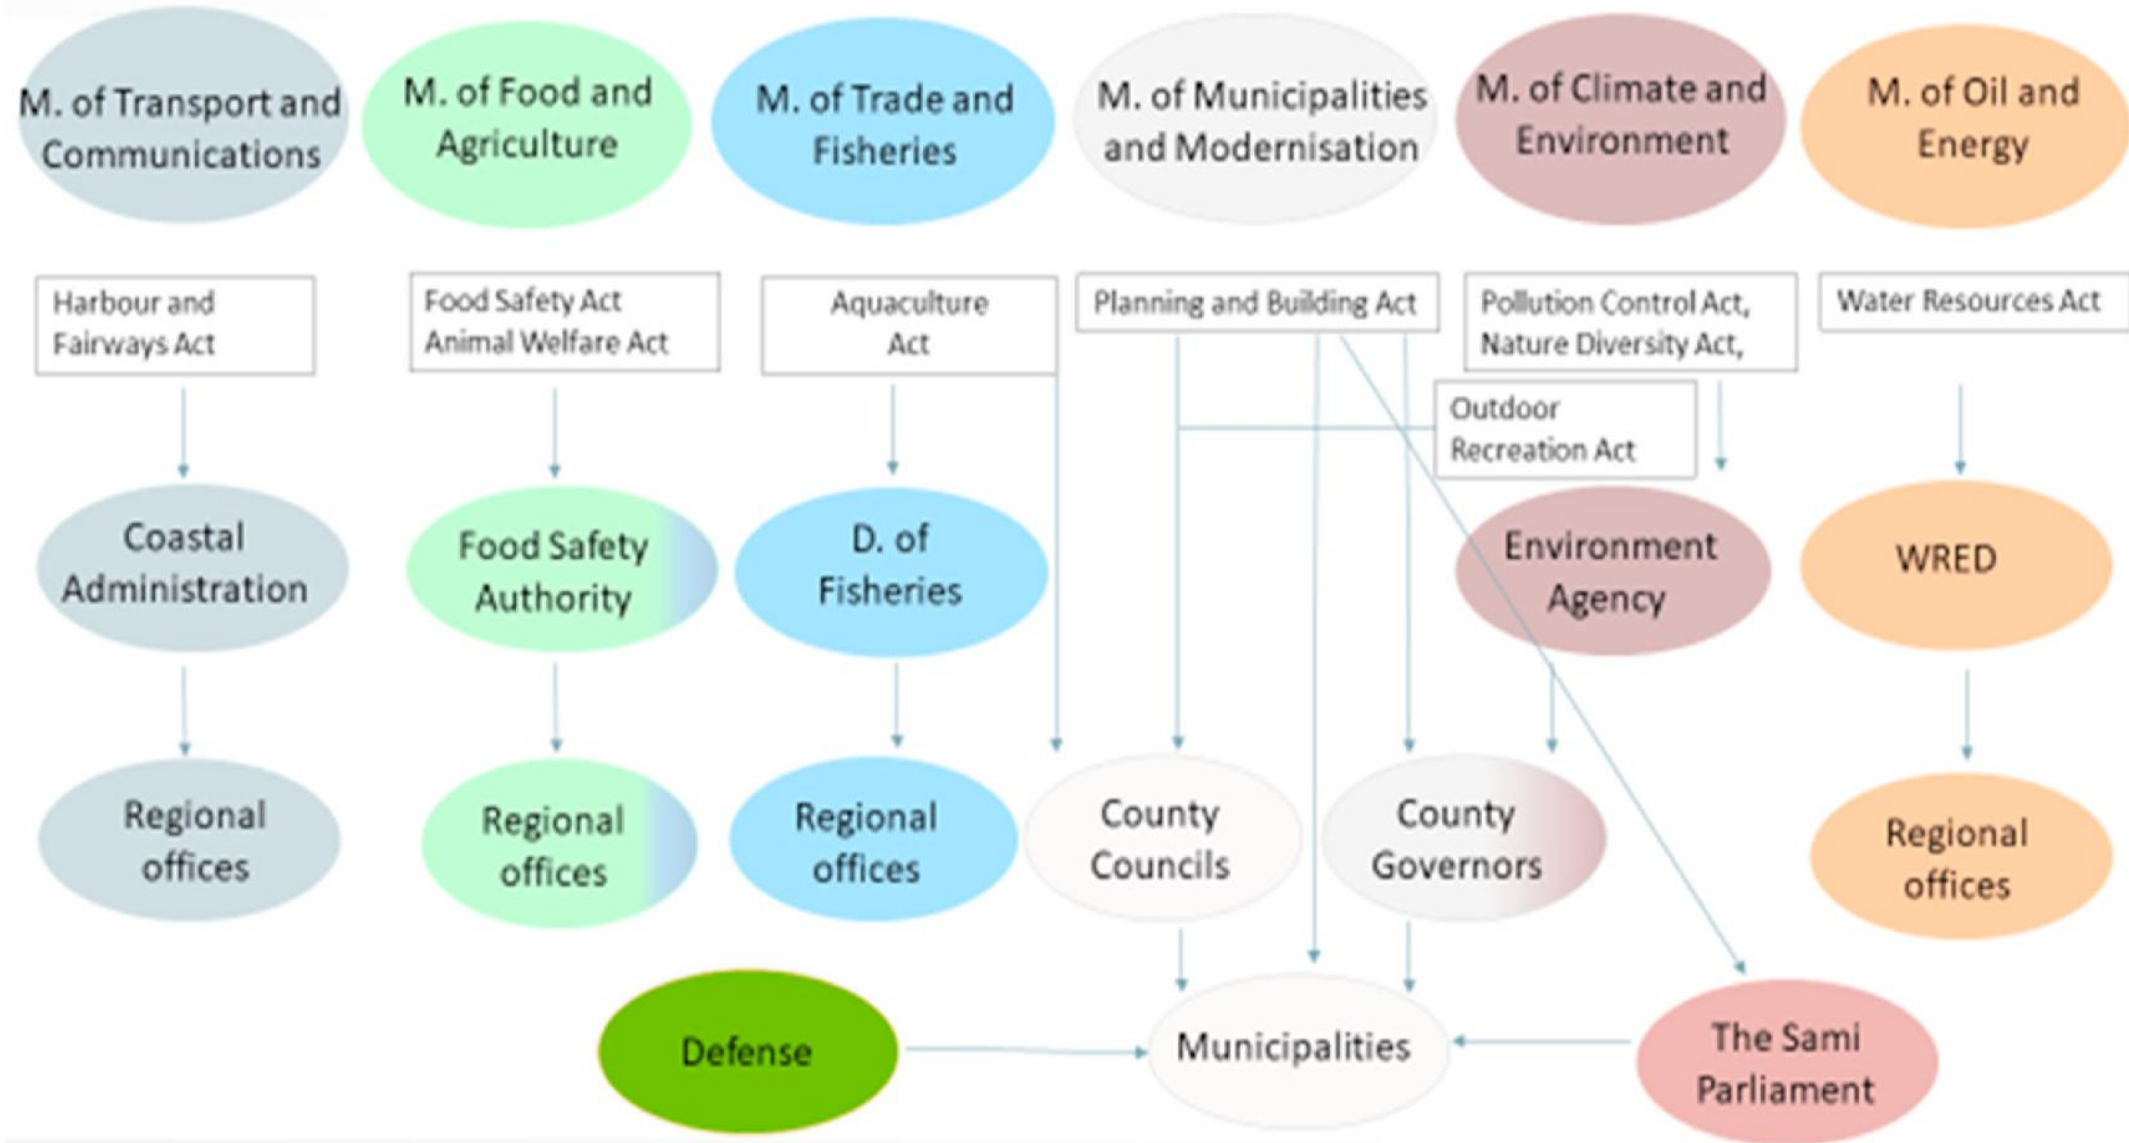 M. of Transport and
Communications
M. of Food and
Agriculture
M. of Trade and
Fisheries
M. of Municipalities
and Modernisation
M. of Climate and
Environment
M. of Oil and
Energy
Harbour and
Fairways Act
Food Safety Act
Animal Welfare Act
Aquaculture
Act
Planning and Building Act
Pollution Control Act,
Nature Diversity Act,
Water Resources Act
Outdoor
Recreation Act
Coastal
Administration
Food Safety
Authority
D. of
Fisheries
Environment
Agency
WRED
Regional
offices
Regional
offices
Regional
offices
County
Councils
County
Governors
Regional
offices
Defense
Municipalities
The Sami
Parliament